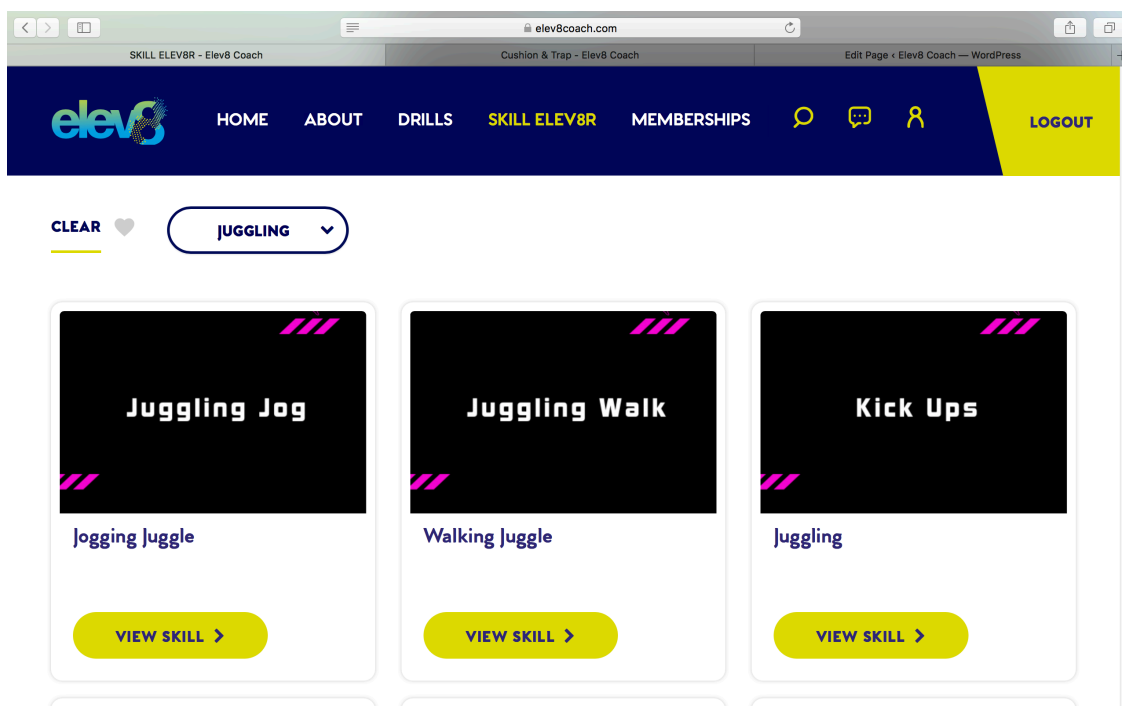 elev8coach.com
SKILL ELEV8R - Elev8 Coach
Cushion & Trap - Elev8 Coach
Edit Page ‹ Elev8 Coach — WordPress
elev8
HOME
ABOUT
DRILLS
SKILL ELEV8R
MEMBERSHIPS
LOGOUT
CLEAR
JUGGLING
Juggling Jog
Juggling Walk
Kick Ups
Jogging Juggle
Walking Juggle
Juggling
VIEW SKILL
VIEW SKILL
VIEW SKILL